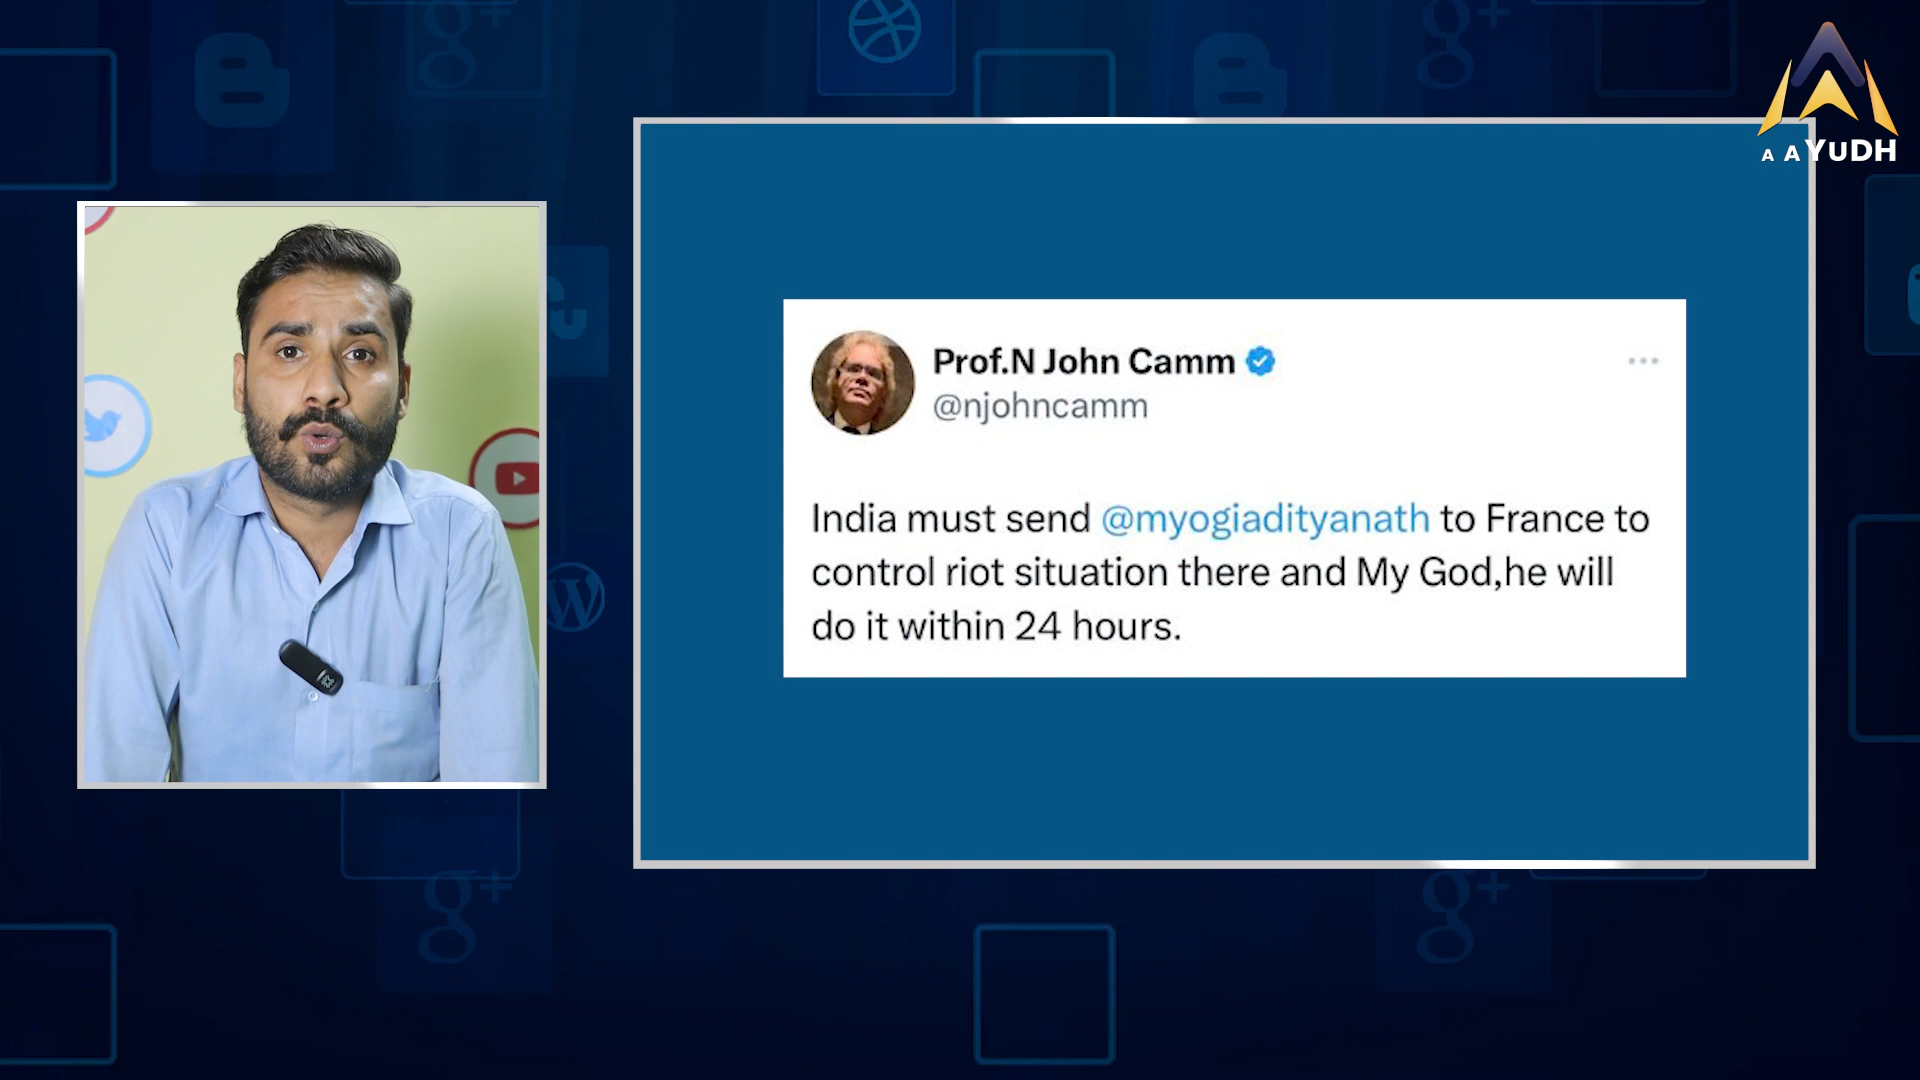 A AYUDH
Prof.N John Camm
@njohncamm
India must send @myogiadityanath to France to
control riot situation there and My God,he will
do it within 24 hours.